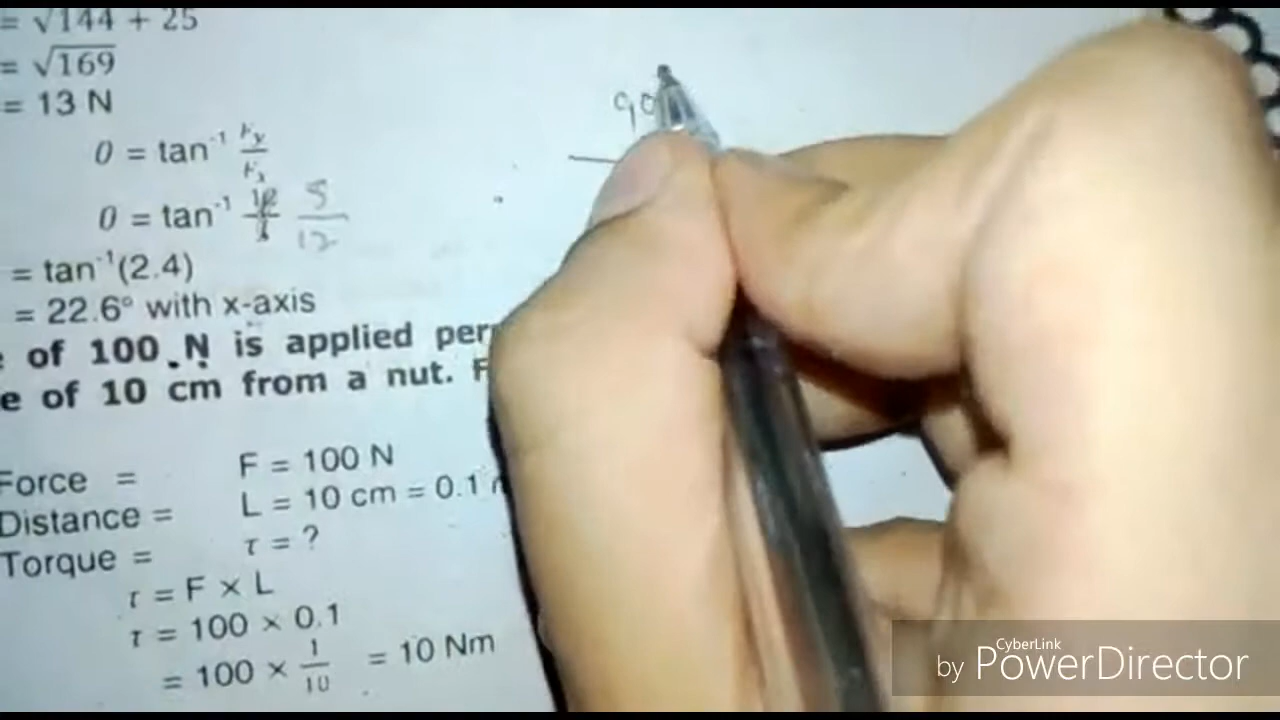 = √144 + 25
= √169
= 13 N
90
θ = tan⁻¹ Fy/Fx
θ = tan⁻¹ 5/12
= tan⁻¹(2.4)
= 22.6° with x-axis
of 100 N is applied
of 10 cm from a nut.
Force = F = 100 N
Distance = L = 10 cm = 0.1
Torque = τ = ?
τ = F × L
τ = 100 × 0.1
= 100 × 1/10 = 10 Nm
by CyberLink PowerDirector